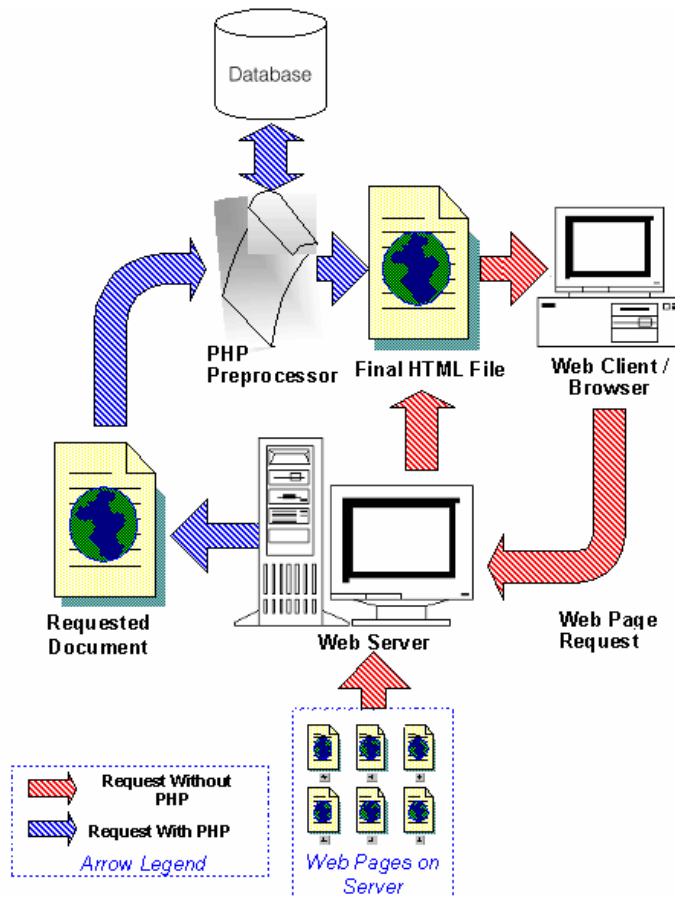 Database
PHP
Preprocessor
Final HTML File
Web Client /
Browser
Requested
Document
Web Server
Web Page
Request
Request Without
PHP
Request With PHP
Arrow Legend
Web Pages on
Server